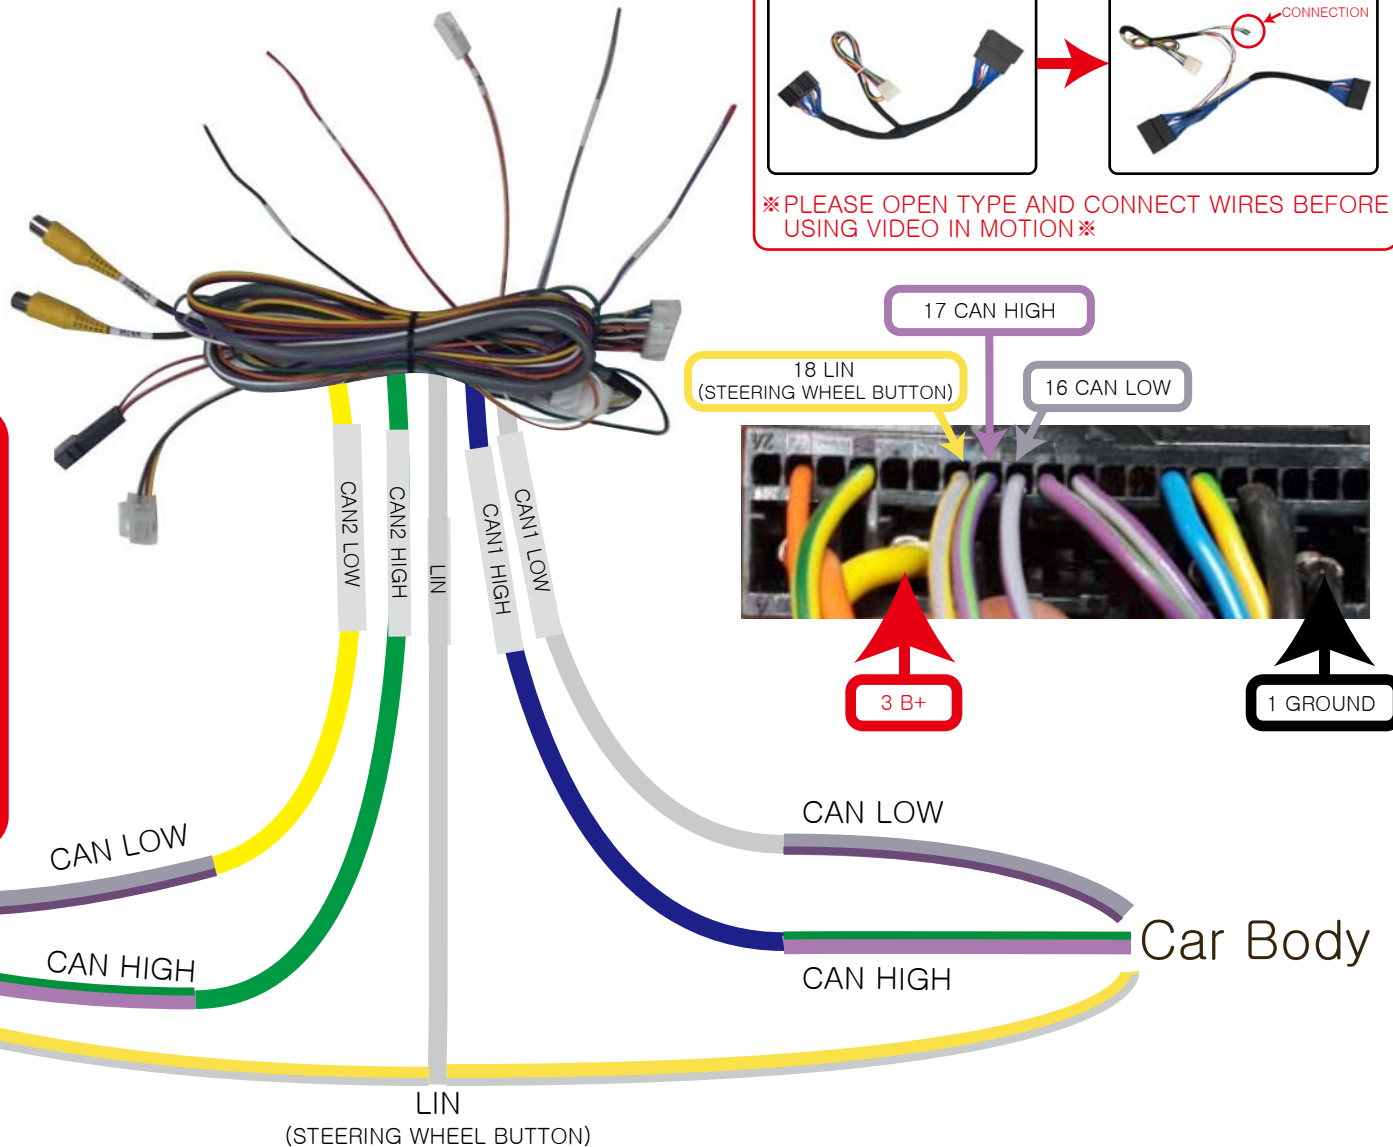 CONNECTION
※PLEASE OPEN TYPE AND CONNECT WIRES BEFORE
USING VIDEO IN MOTION※
17 CAN HIGH
18 LIN
(STEERING WHEEL BUTTON)
16 CAN LOW
CAN2 LOW
CAN2 HIGH
LIN
CAN1 HIGH
CAN1 LOW
3 B+
1 GROUND
CAN LOW
CAN LOW
Car Body
CAN HIGH
CAN HIGH
LIN
(STEERING WHEEL BUTTON)